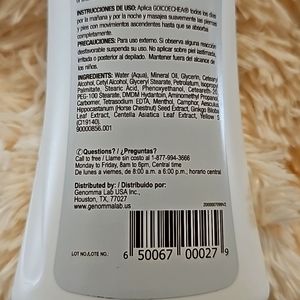 INSTRUCCIONES DE USO: Aplica GOICOECHEA® todos los días
por la mañana y por la noche y masajea suavemente las piernas
con movimientos ascendentes hasta que se absorba
completamente.
PRECAUCIONES: Para uso externo. Si observa alguna reacción
desfavorable suspenda su uso. No aplicar sobre piel lastimada,
irritada o posterior al depilado. Mantener fuera del alcance
de los niños.
INGREDIENTS: Water (Aqua), Mineral Oil, Glycerin, Cetearyl
Alcohol, Cetyl Alcohol, Glyceryl Stearate, Petrolatum, Isopropyl
Palmitate, Stearic Acid, Phenoxyethanol, Ceteareth-20,
PEG-100 Stearate, DMDM Hydantoin, Aminomethyl Propanol,
Carbomer, Tetrasodium EDTA, Menthol, Camphor, Aesculus
Hippocastanum (Horse Chestnut) Seed Extract, Ginkgo Biloba
Leaf Extract, Centella Asiatica Leaf Extract, Yellow 5
(CI19140).
90000856.001
¿Questions? / ¿Preguntas?
Call to free / Llame sin costo al 1-877-994-3666
Monday to Friday, 8am to 6pm, Central time
De lunes a viernes, de 8:00 a.m. a 6:00 p.m., horario central
Distributed by: / Distribuido por:
Genomma Lab USA Inc.,
Houston, TX, 77027
www.genommalab.us
LOT NO./LOTE NO.:
6 50067 00027 9